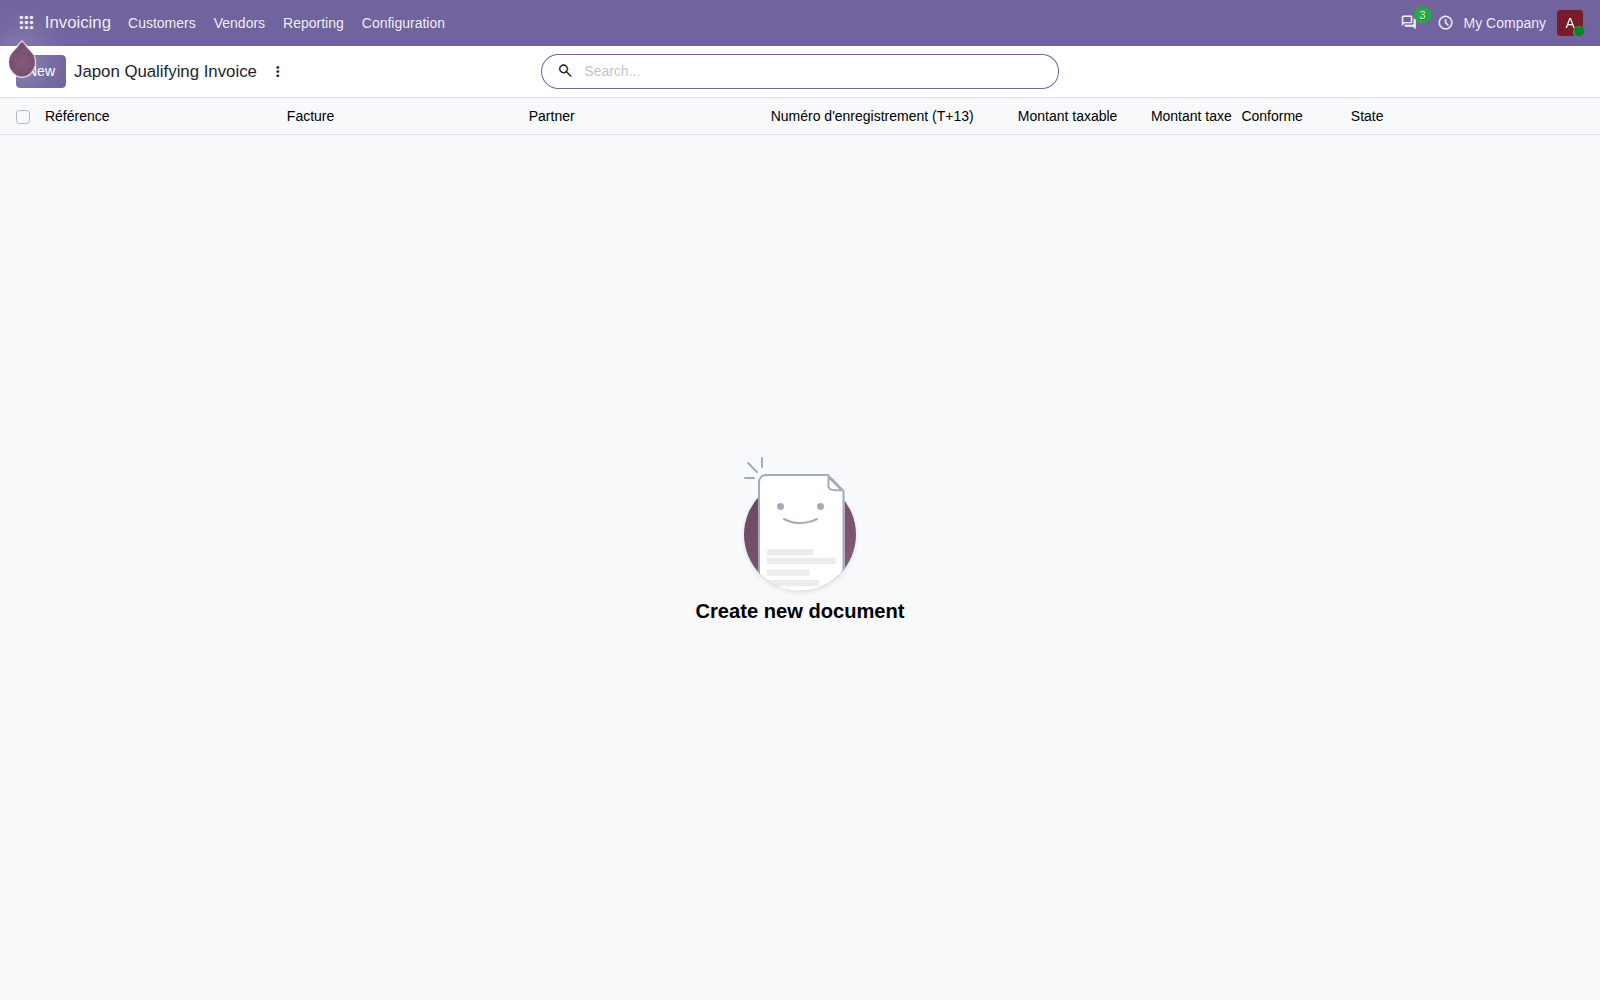 Invoicing Customers Vendors Reporting Configuration 3 My Company A
New Japon Qualifying Invoice Search...
Référence Facture Partner Numéro d'enregistrement (T+13) Montant taxable Montant taxe Conforme State
Create new document